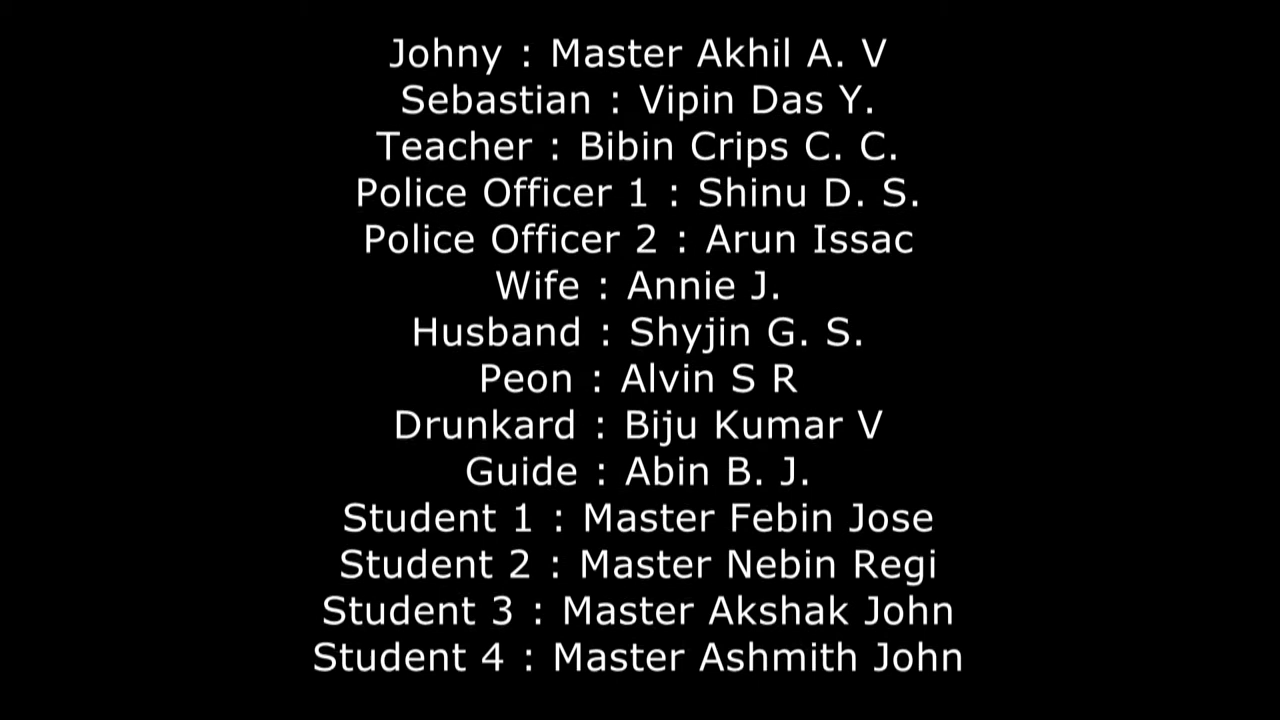 Johny : Master Akhil A. V
Sebastian : Vipin Das Y.
Teacher : Bibin Crips C. C.
Police Officer 1 : Shinu D. S.
Police Officer 2 : Arun Issac
Wife : Annie J.
Husband : Shyjin G. S.
Peon : Alvin S R
Drunkard : Biju Kumar V
Guide : Abin B. J.
Student 1 : Master Febin Jose
Student 2 : Master Nebin Regi
Student 3 : Master Akshak John
Student 4 : Master Ashmith John